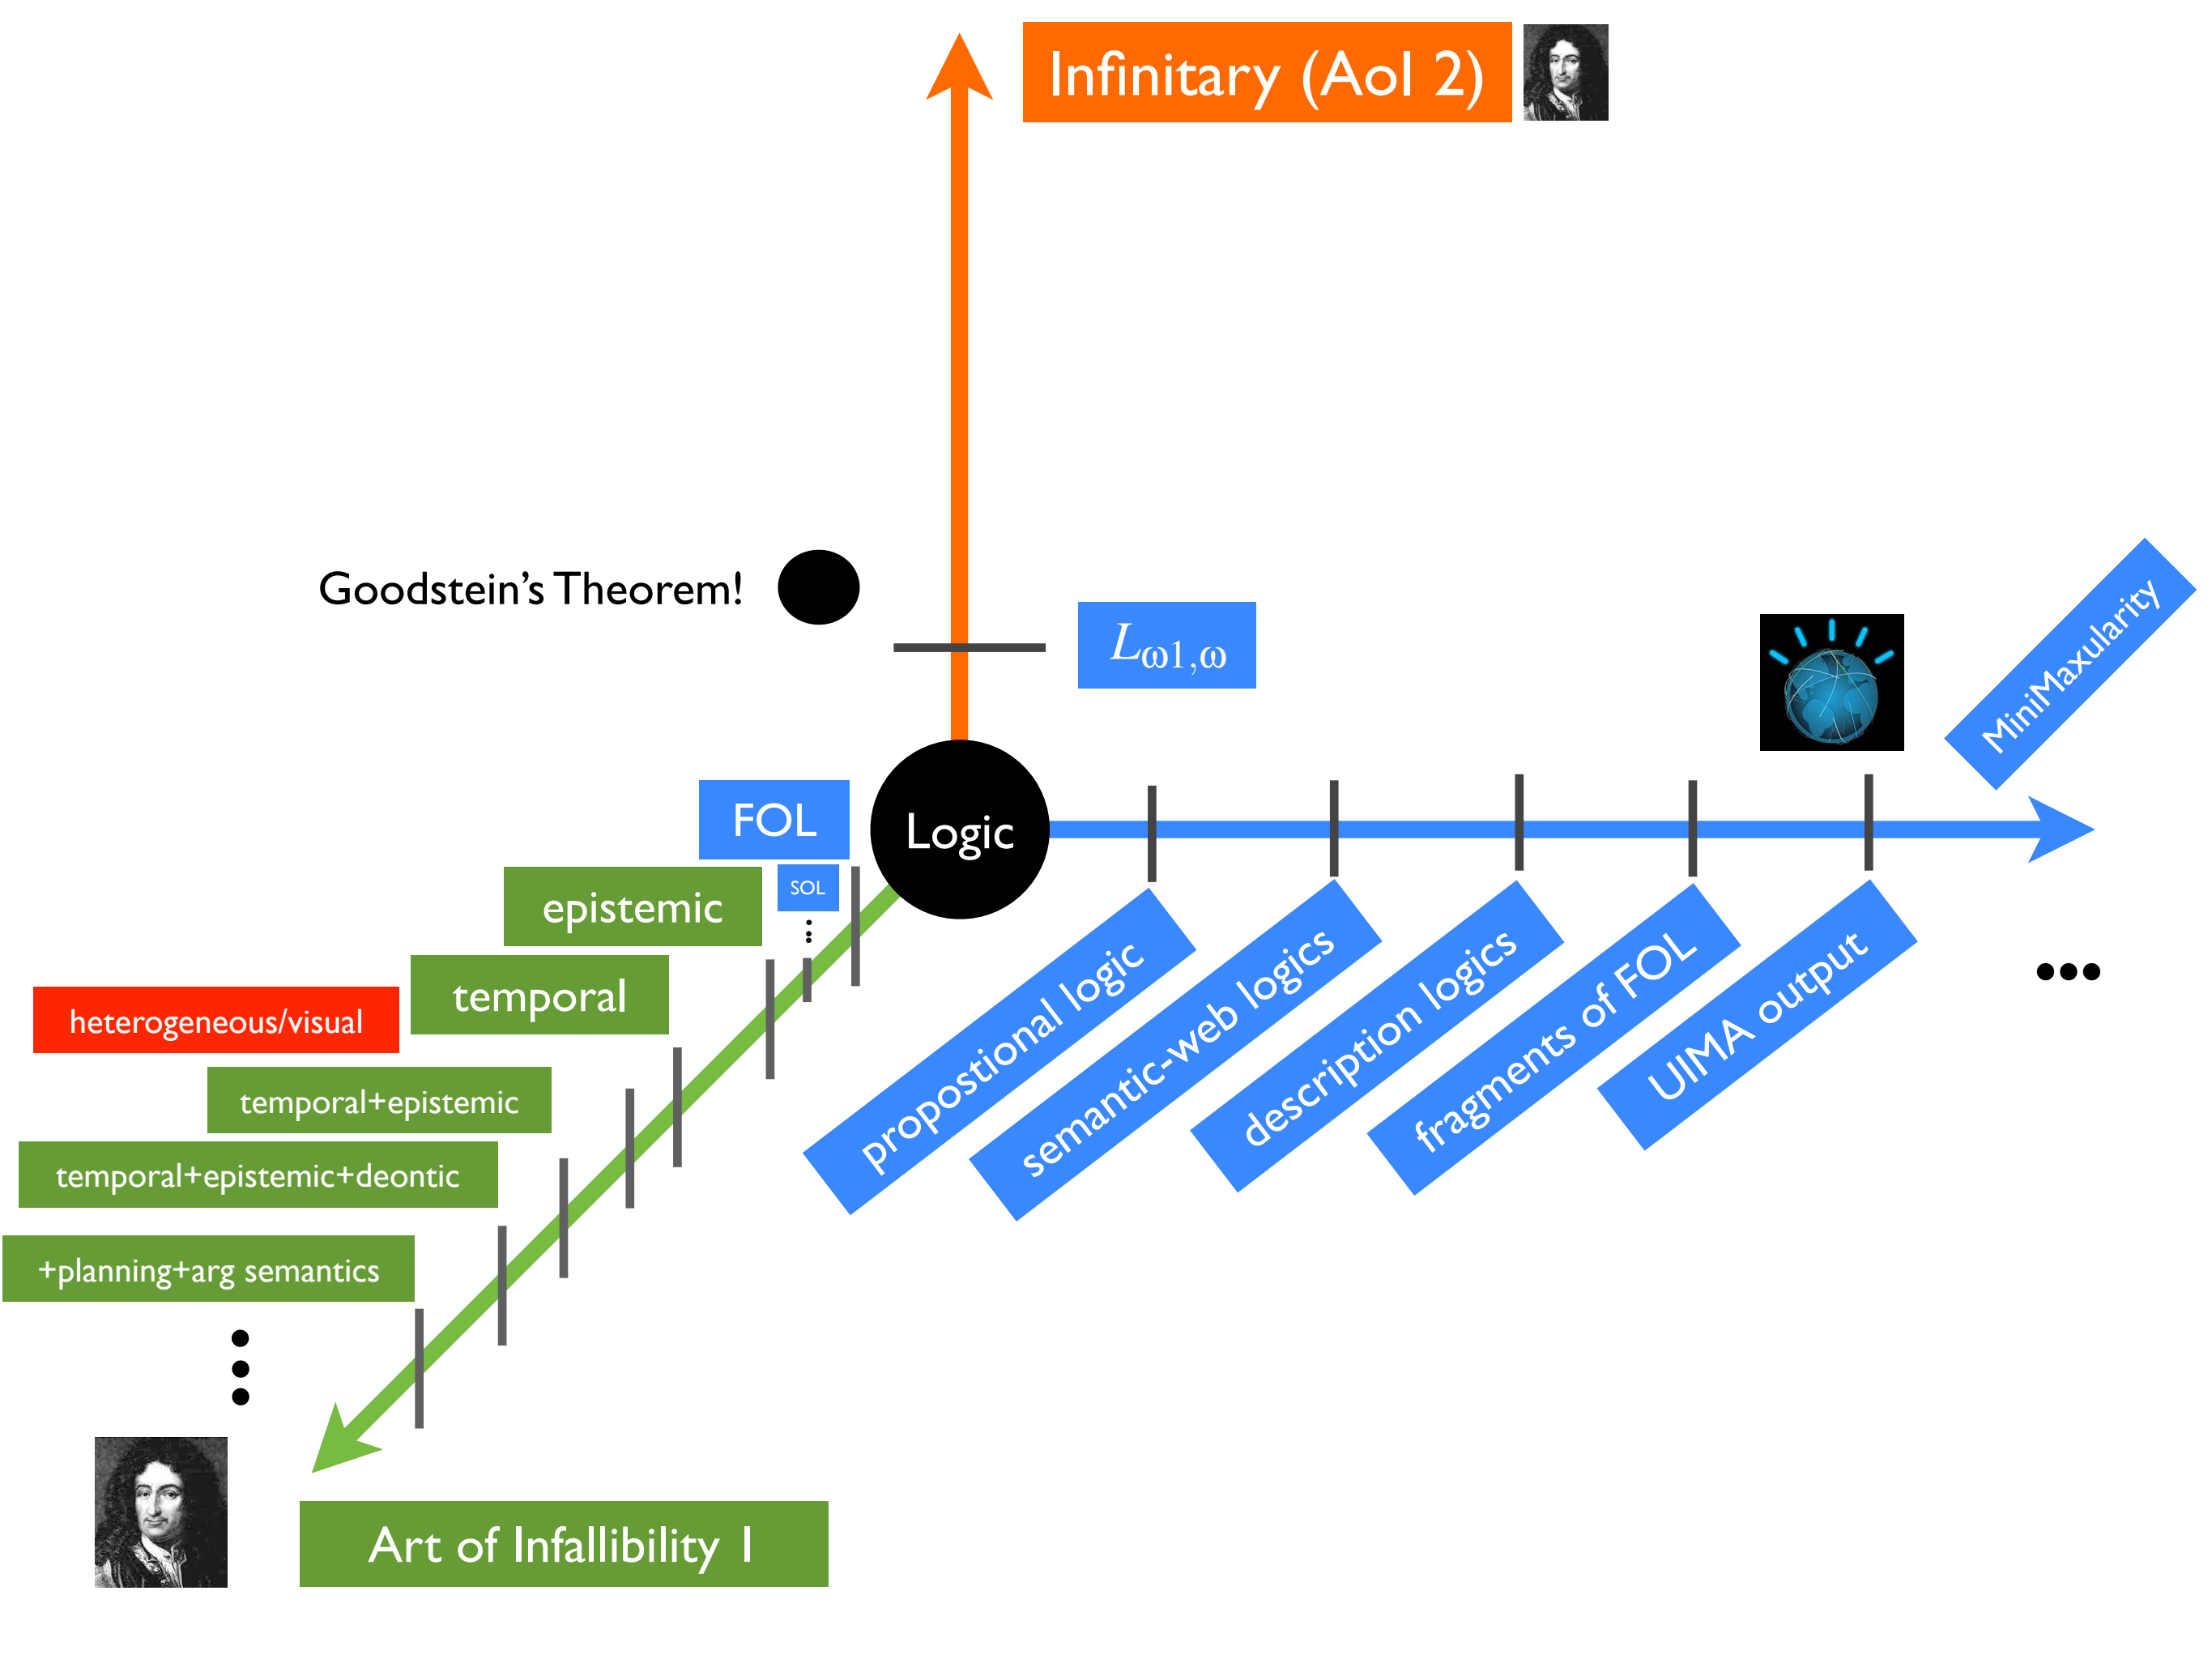 Infinitary (AoI 2)
Goodstein's Theorem!
Lω1,ω
MiniMaxularity
FOL
Logic
SOL
epistemic
temporal
heterogeneous/visual
temporal+epistemic
temporal+epistemic+deontic
+planning+arg semantics
propostional logic
semantic-web logics
description logics
fragments of FOL
UIMA output
Art of Infallibility 1